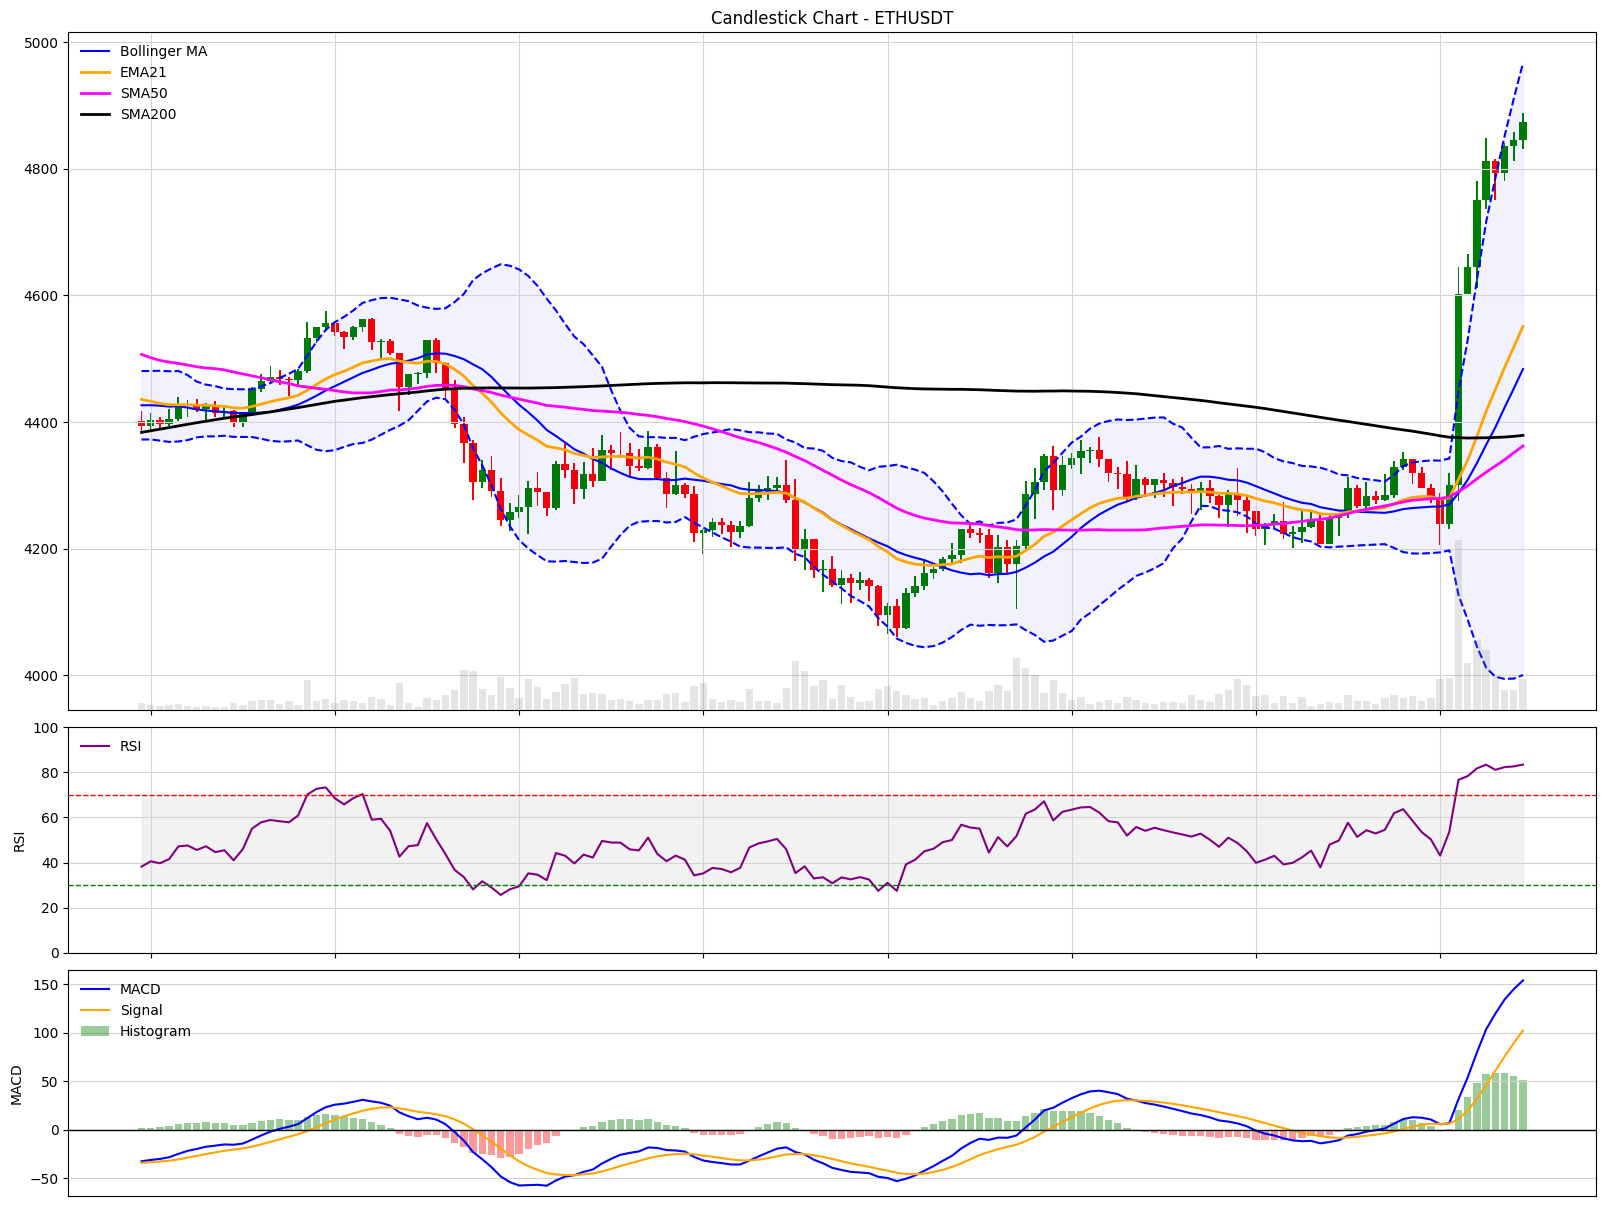 Candlestick Chart - ETHUSDT
Bollinger MA
EMA21
SMA50
SMA200
5000
4800
4600
4400
4200
4000
RSI
100
80
60
40
20
0
RSI
MACD
Signal
Histogram
150
100
50
0
−50
MACD